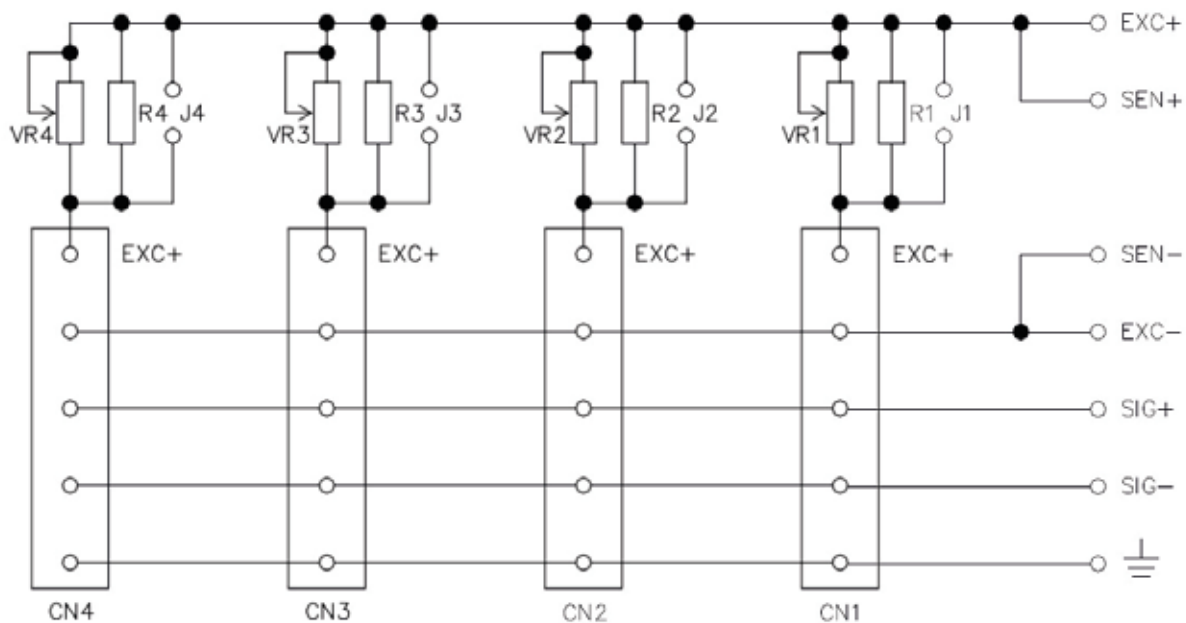 EXC+
R4 J4
R3 J3
R2 J2
R1 J1
SEN+
VR4
VR3
VR2
VR1
EXC+
EXC+
EXC+
EXC+
SEN-
EXC-
SIG+
SIG-
CN4
CN3
CN2
CN1